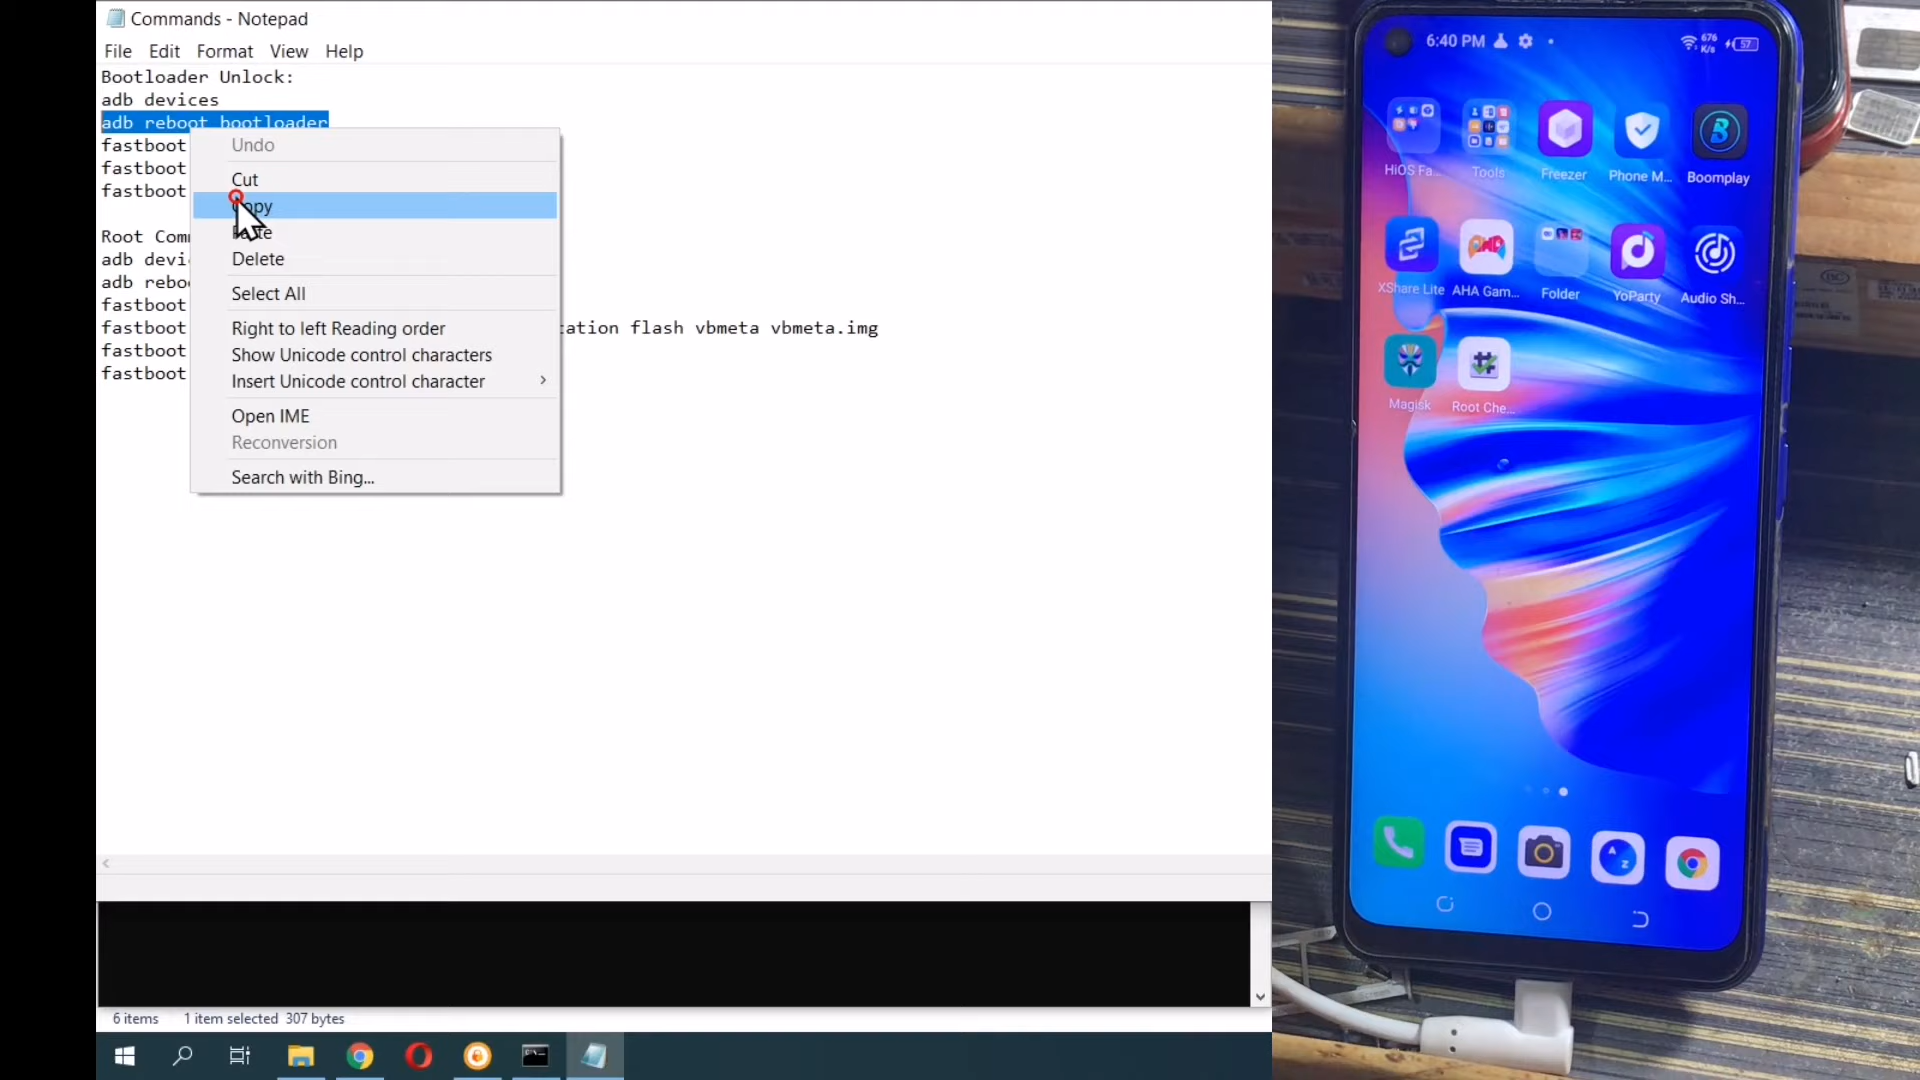 Commands - Notepad
File Edit Format View Help
Bootloader Unlock:
adb devices
adb reboot bootloader
fastboot
fastboot
fastboot
Root Com
adb devi
adb rebo
fastboot
fastboot cation flash vbmeta vbmeta.img
fastboot
fastboot
Undo
Cut
Copy
Paste
Delete
Select All
Right to left Reading order
Show Unicode control characters
Insert Unicode control character
Open IME
Reconversion
Search with Bing...
6 items 1 item selected 307 bytes
6:40 PM
676
K/s
57
HiOS Fa... Tools Freezer Phone M... Boomplay
XShare Lite AHA Gam... Folder YoParty Audio Sh...
Magisk Root Che...